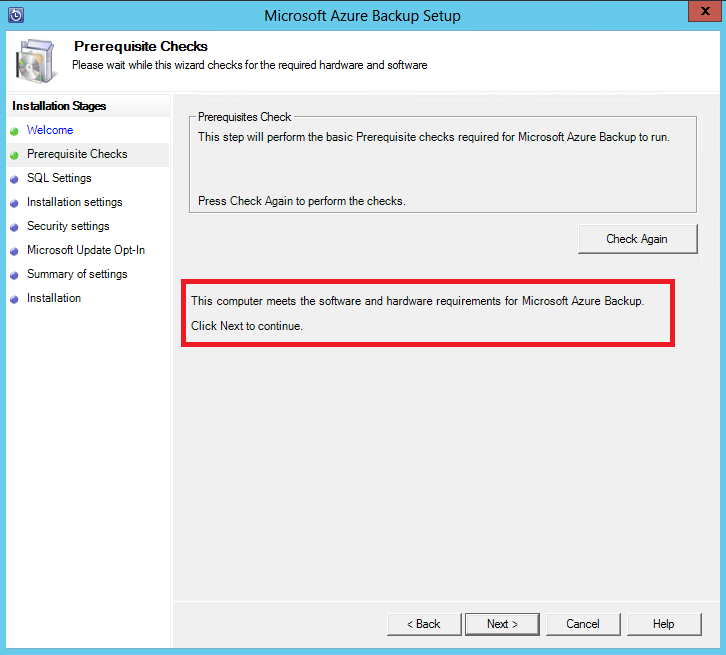 Microsoft Azure Backup Setup
x
Prerequisite Checks
Please wait while this wizard checks for the required hardware and software
Installation Stages
Welcome
Prerequisite Checks
SQL Settings
Installation settings
Security settings
Microsoft Update Opt-In
Summary of settings
Installation
Prerequisites Check
This step will perform the basic Prerequisite checks required for Microsoft Azure Backup to run.
Press Check Again to perform the checks.
Check Again
This computer meets the software and hardware requirements for Microsoft Azure Backup.
Click Next to continue.
< Back
Next >
Cancel
Help